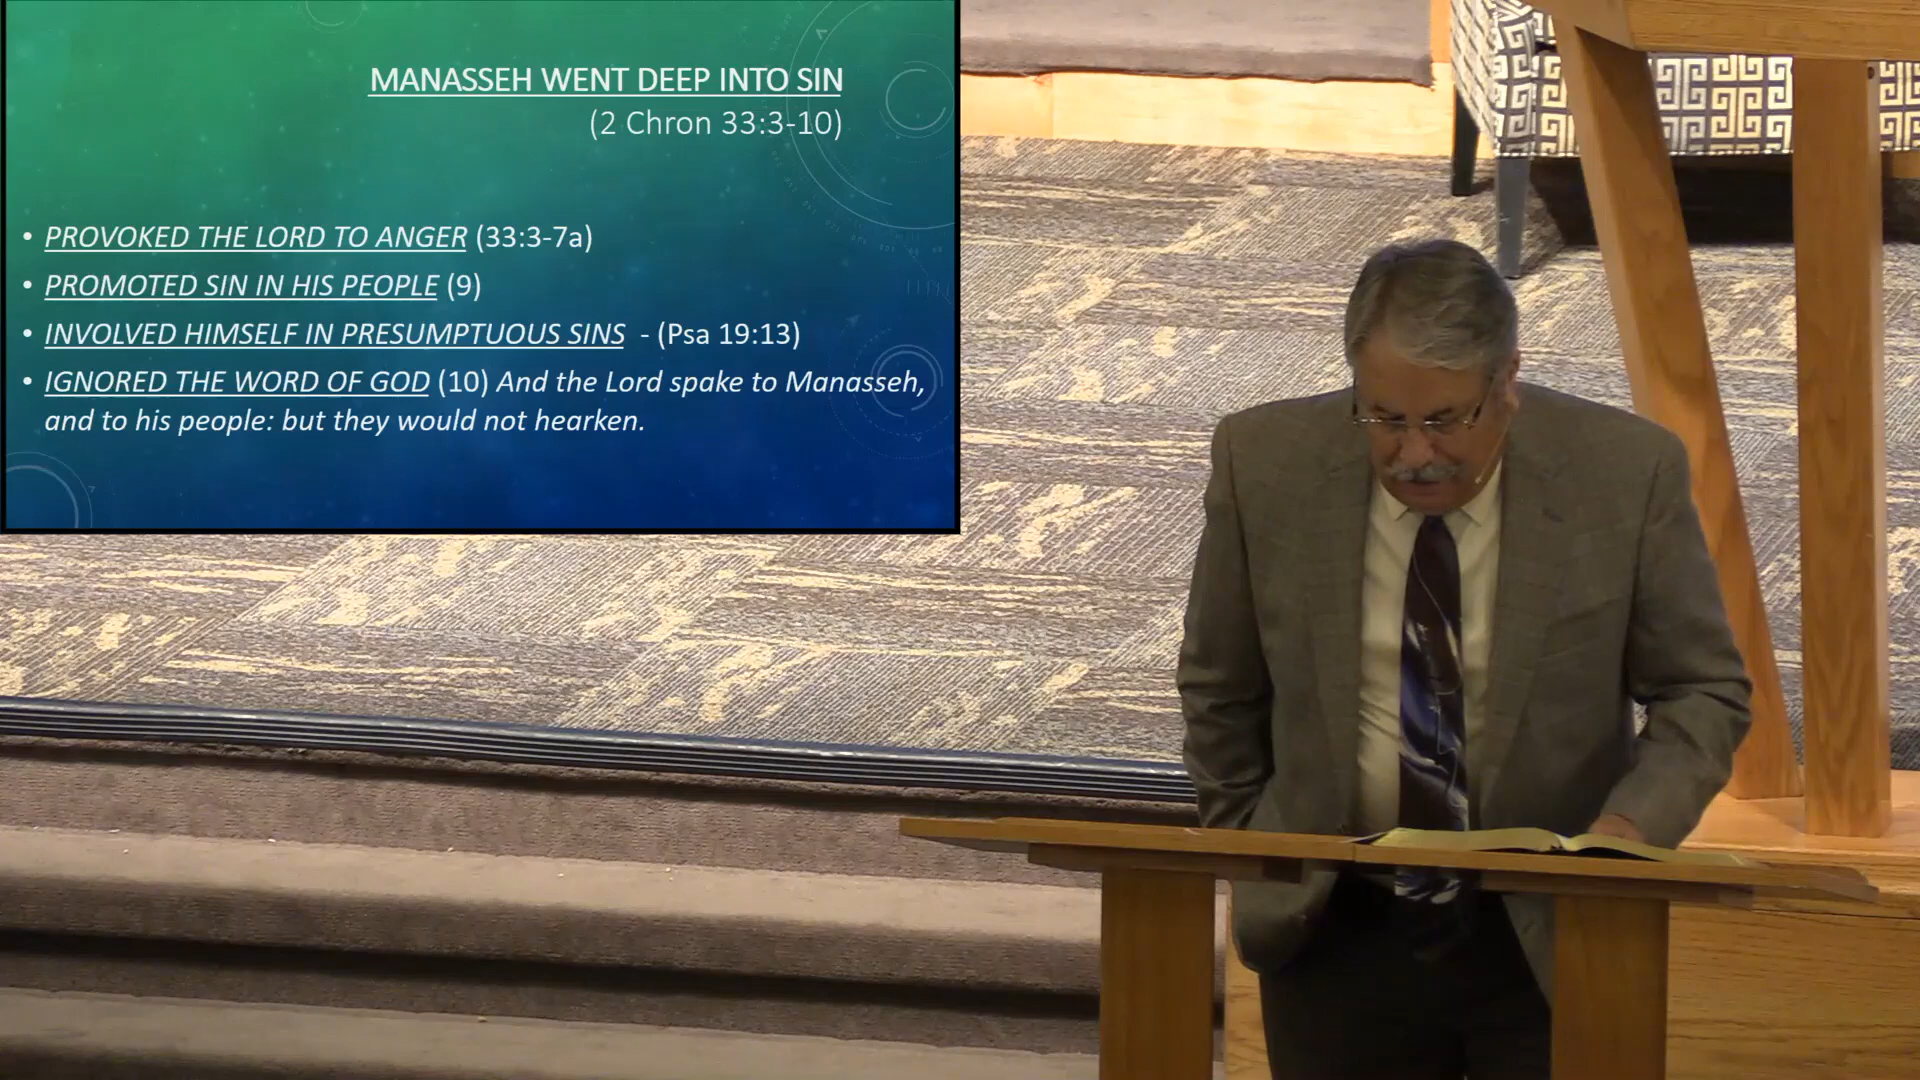 MANASSEH WENT DEEP INTO SIN
(2 Chron 33:3-10)
• PROVOKED THE LORD TO ANGER (33:3-7a)
• PROMOTED SIN IN HIS PEOPLE (9)
• INVOLVED HIMSELF IN PRESUMPTUOUS SINS - (Psa 19:13)
• IGNORED THE WORD OF GOD (10) And the Lord spake to Manasseh,
and to his people: but they would not hearken.